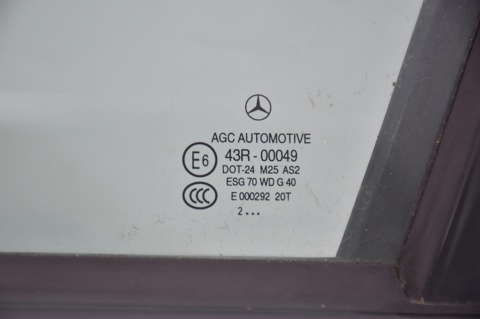 AGC AUTOMOTIVE
E6 43R - 00049
DOT-24 M25 AS2
ESG 70 WD G 40
CCC E 000292 20T
2...